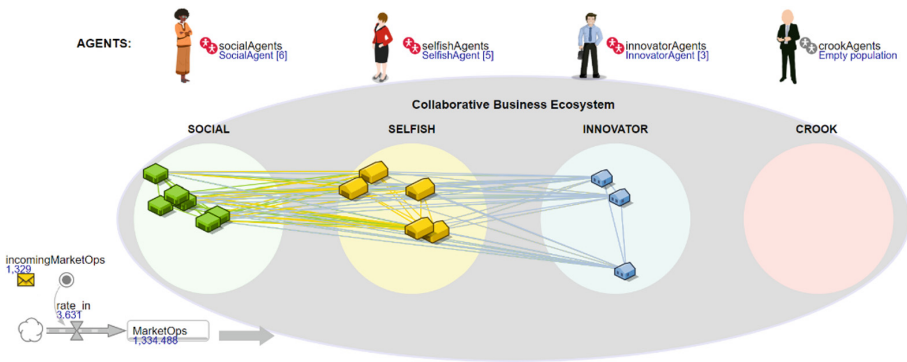 AGENTS:
socialAgents
SocialAgent [6]
selfishAgents
SelfishAgent [5]
innovatorAgents
InnovatorAgent [3]
crookAgents
Empty population
Collaborative Business Ecosystem
SOCIAL
SELFISH
INNOVATOR
CROOK
incomingMarketOps
1,329
rate_in
3.631
MarketOps
1,334.488